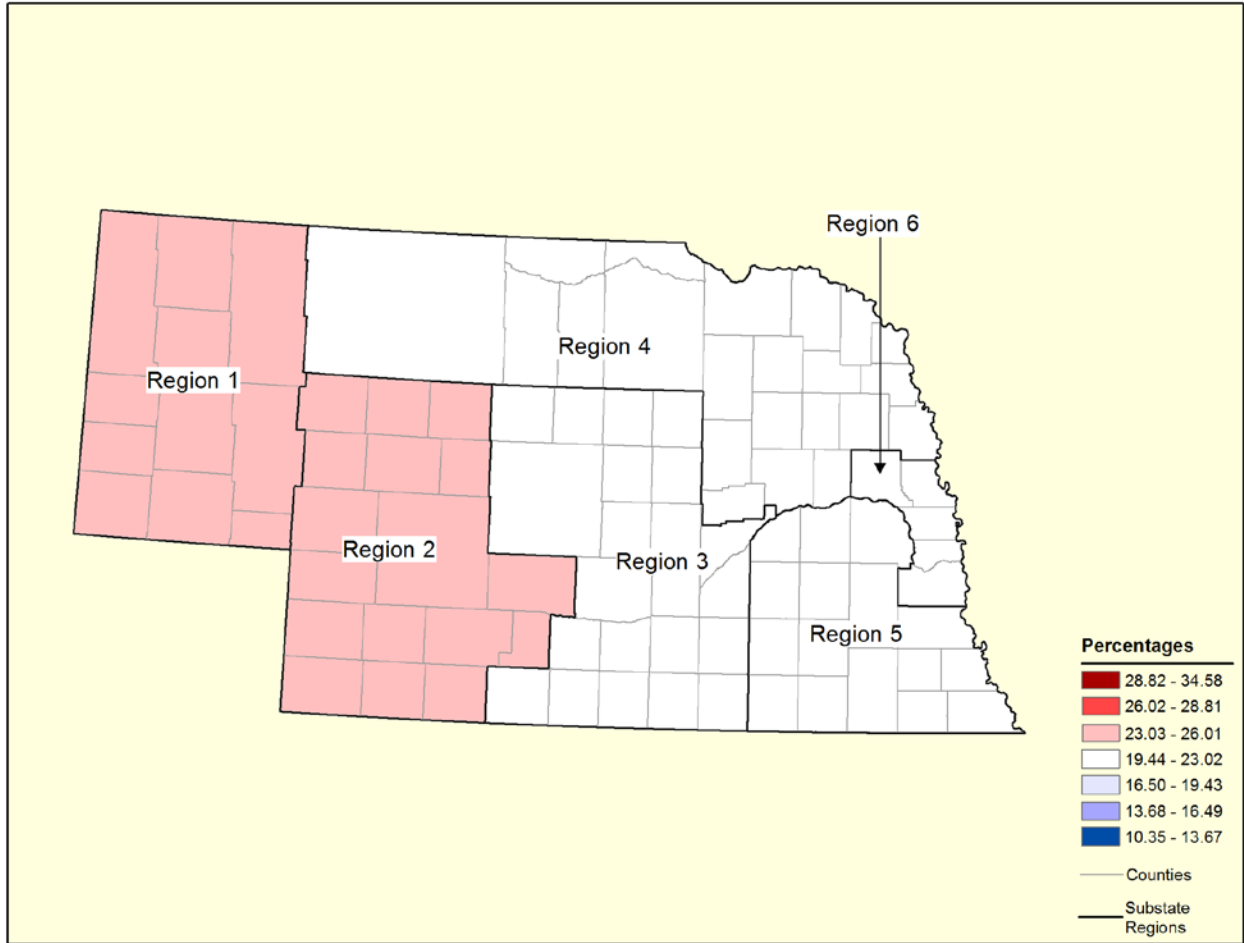 Region 6
Region 4
Region 1
Region 2
Region 3
Region 5
Percentages
28.82 - 34.58
26.02 - 28.81
23.03 - 26.01
19.44 - 23.02
16.50 - 19.43
13.68 - 16.49
10.35 - 13.67
Counties
Substate
Regions